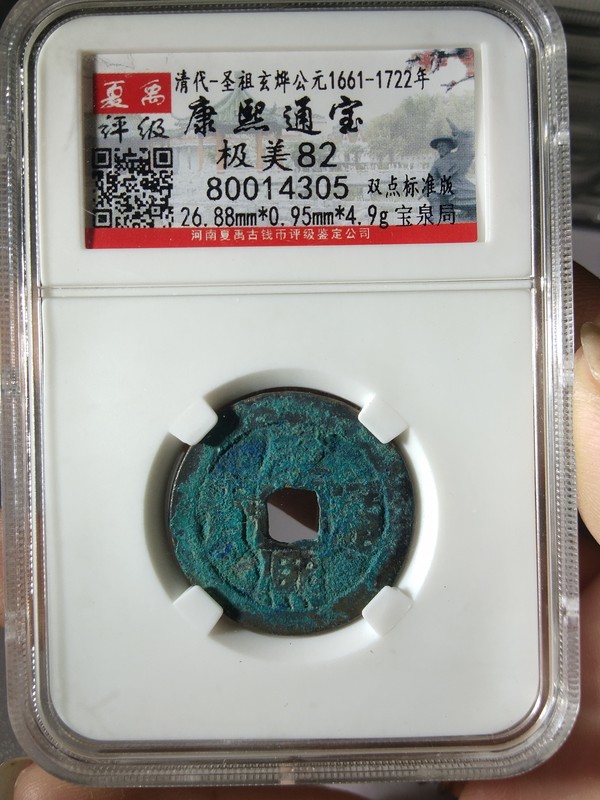 夏禹
评级
清代-圣祖玄烨公元1661-1722年
康熙通宝
极美82
80014305 双点标准版
26.88mm*0.95mm*4.9g 宝泉局
河南夏禹古钱币评级鉴定公司
熙